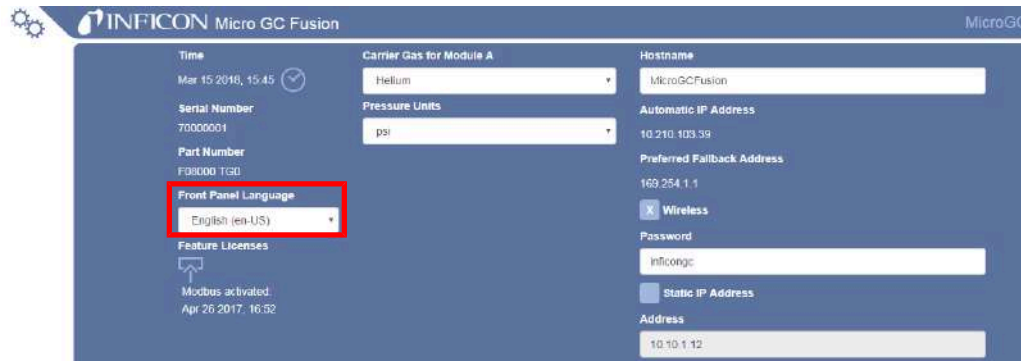 INFICON Micro GC Fusion
MicroGC
Time
Mar 15 2018, 15:45
Serial Number
70000001
Part Number
F08000 TG0
Front Panel Language
English (en-US)
Feature Licenses
Modbus activated:
Apr 26 2017, 16:52
Carrier Gas for Module A
Helium
Pressure Units
psi
Hostname
MicroGCFusion
Automatic IP Address
10.210.103.39
Preferred Fallback Address
169.254.1.1
X Wireless
Password
inficongc
Static IP Address
Address
10.10.1.12